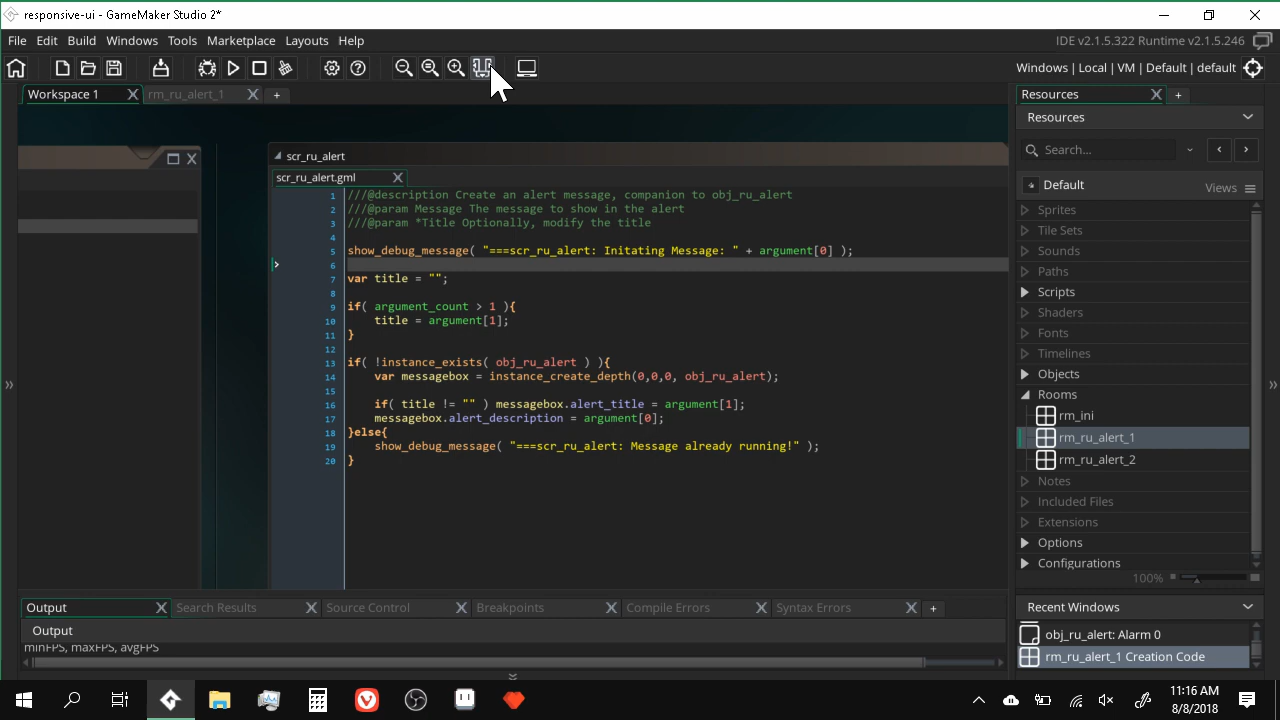 responsive-ui - GameMaker Studio 2*
File Edit Build Windows Tools Marketplace Layouts Help
IDE v2.1.5.322 Runtime v2.1.5.246
Windows | Local | VM | Default | default
Workspace 1
rm_ru_alert_1
Resources
Resources
Search...
Default
Views
Sprites
Tile Sets
Sounds
Paths
Scripts
Shaders
Fonts
Timelines
Objects
Rooms
rm_ini
rm_ru_alert_1
rm_ru_alert_2
Notes
Included Files
Extensions
Options
Configurations
100%
Recent Windows
obj_ru_alert: Alarm 0
rm_ru_alert_1 Creation Code
scr_ru_alert
scr_ru_alert.gml
1 ///@description Create an alert message, companion to obj_ru_alert
2 ///@param Message The message to show in the alert
3 ///@param *Title Optionally, modify the title
4
5 show_debug_message( "===scr_ru_alert: Initating Message: " + argument[0] );
6
7 var title = "";
8
9 if( argument_count > 1 ){
10 title = argument[1];
11 }
12
13 if( !instance_exists( obj_ru_alert ) ){
14 var messagebox = instance_create_depth(0,0,0, obj_ru_alert);
15
16 if( title != "" ) messagebox.alert_title = argument[1];
17 messagebox.alert_description = argument[0];
18 }else{
19 show_debug_message( "===scr_ru_alert: Message already running!" );
20 }
Output Search Results Source Control Breakpoints Compile Errors Syntax Errors
Output
minFPS, maxFPS, avgFPS
11:16 AM
8/8/2018